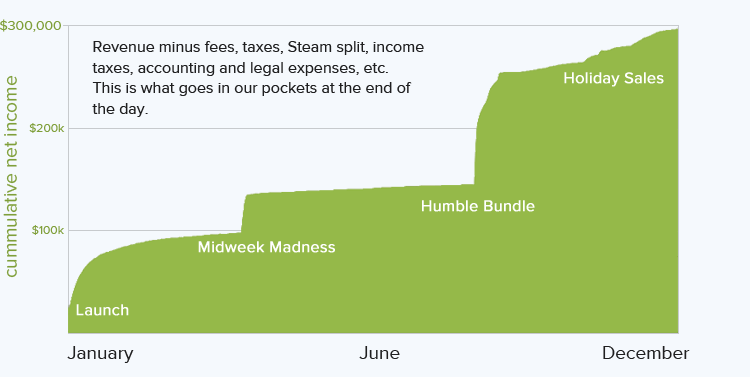 $300,000
Revenue minus fees, taxes, Steam split, income
taxes, accounting and legal expenses, etc.
This is what goes in our pockets at the end of
the day.
cummulative net income
Holiday Sales
$200k
Humble Bundle
$100k
Midweek Madness
Launch
January
June
December